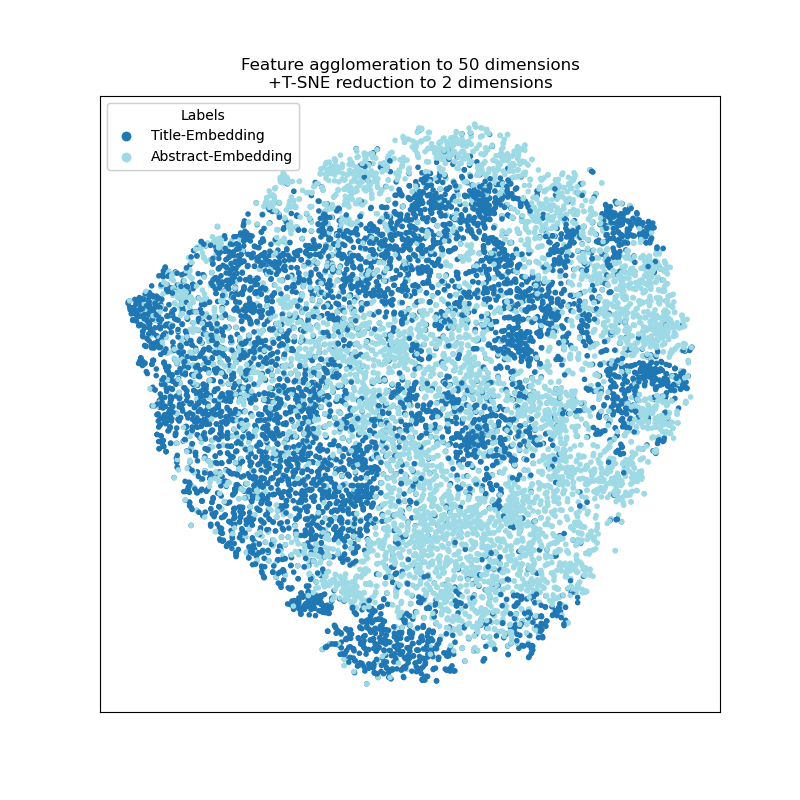 Feature agglomeration to 50 dimensions
+T-SNE reduction to 2 dimensions
Labels
Title-Embedding
Abstract-Embedding